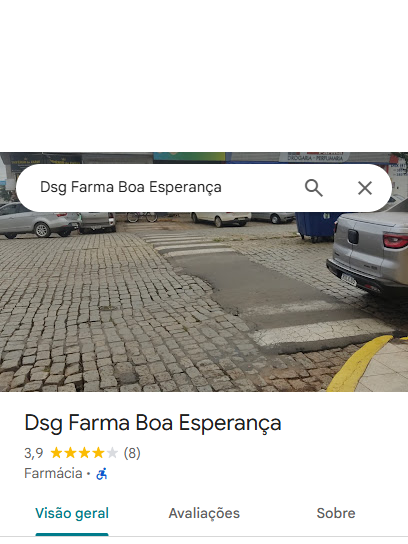 DROGARIA - PERFUMARIA
Dsg Farma Boa Esperança
Dsg Farma Boa Esperança
3,9 (8)
Farmácia ·
Visão geral
Avaliações
Sobre